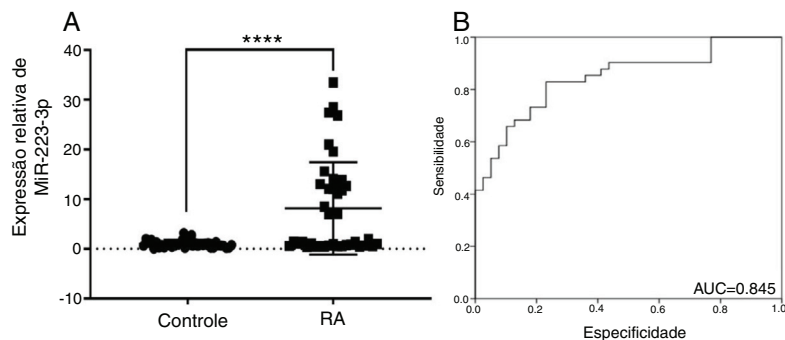 A
****
Expressão relativa de
MiR-223-3p
40
30
20
10
0
-10
Controle
RA
B
Sensibilidade
1.0
0.8
0.6
0.4
0.2
0.0
0.0
0.2
0.4
0.6
0.8
1.0
AUC=0.845
Especificidade